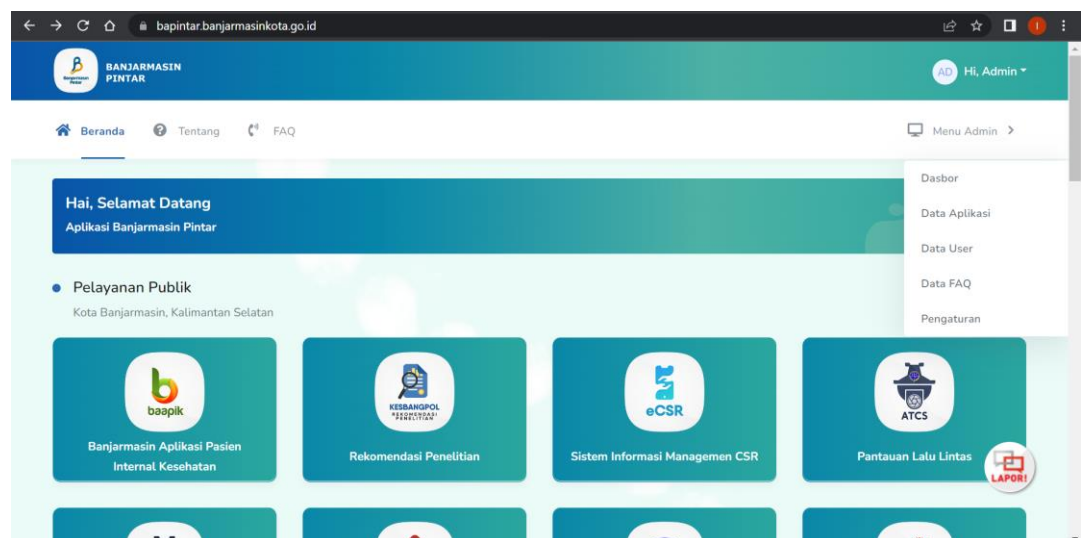 bapintar.banjarmasinkota.go.id
I
BANJARMASIN
PINTAR
AD Hi, Admin
Beranda
Tentang
FAQ
Menu Admin
Dasbor
Data Aplikasi
Data User
Data FAQ
Pengaturan
Hai, Selamat Datang
Aplikasi Banjarmasin Pintar
Pelayanan Publik
Kota Banjarmasin, Kalimantan Selatan
baapik
Banjarmasin Aplikasi Pasien
Internal Kesehatan
KESBANGPOL
REKOMENDASI
PENELITIAN
Rekomendasi Penelitian
eCSR
Sistem Informasi Managemen CSR
ATCS
Pantauan Lalu Lintas
LAPOR!